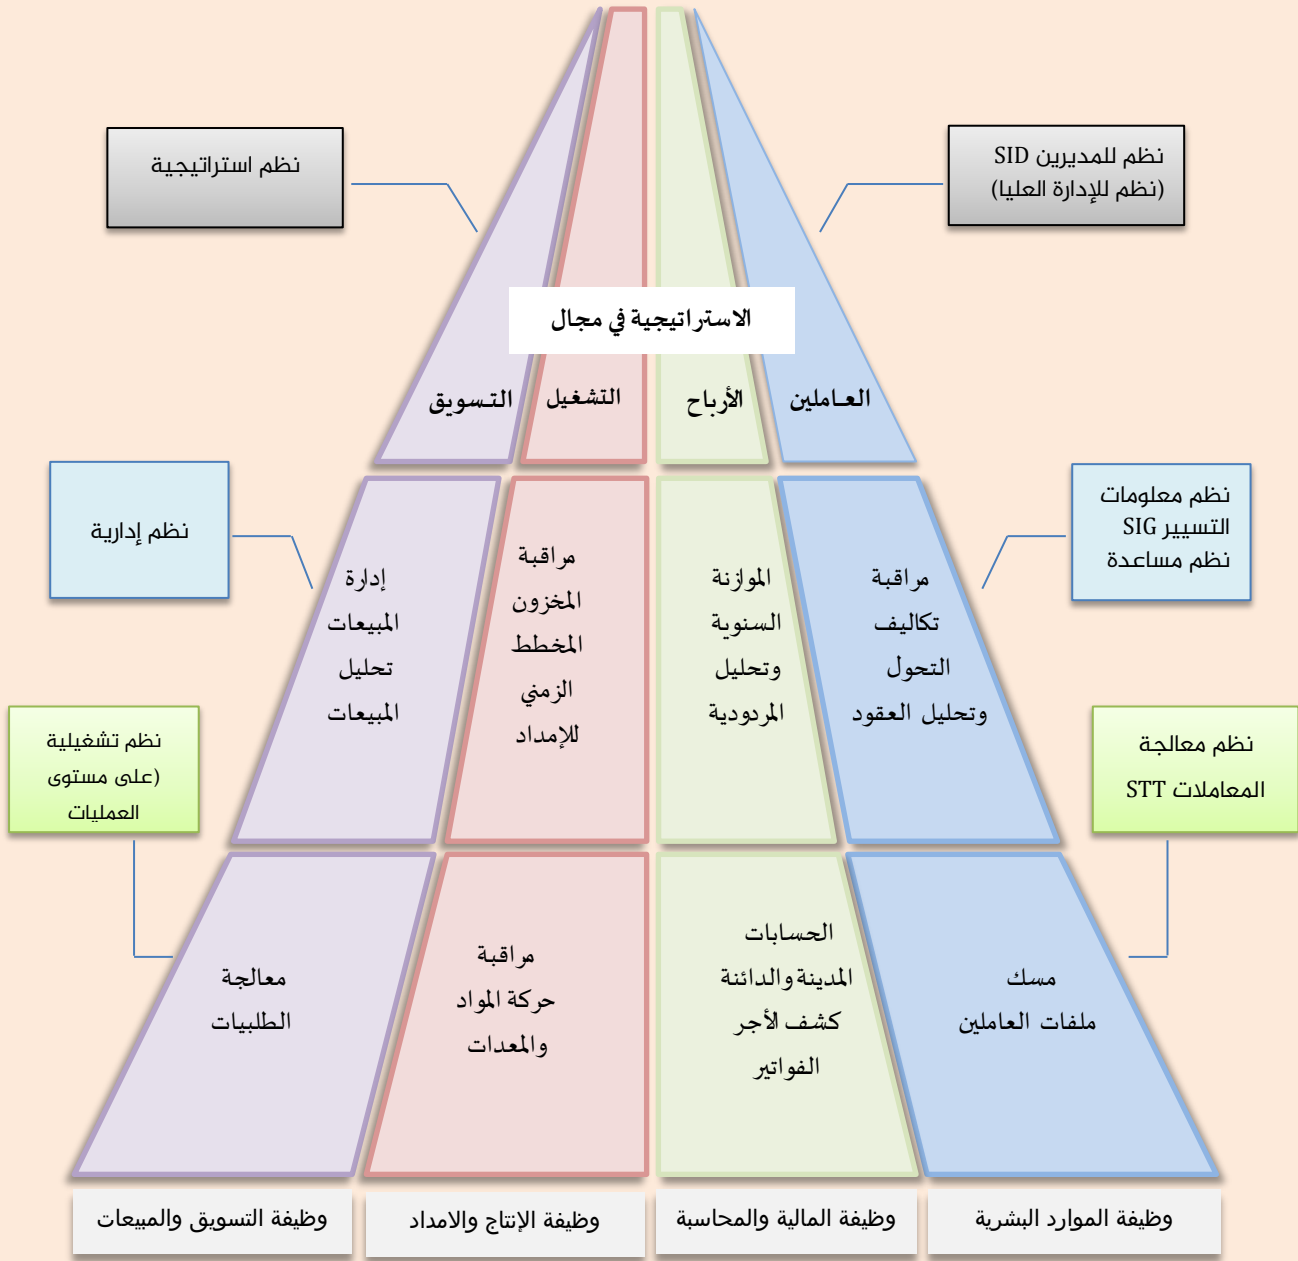 نظم للمديرين SID
(نظم للإدارة العليا)
نظم استراتيجية
الاستراتيجية في مجال
العاملين
الأرباح
التشغيل
التسويق
نظم معلومات
التسيير SIG
نظم مساعدة
مراقبة
تكاليف
التحول
وتحليل العقود
الموازنة
السنوية
وتحليل
المردودية
مراقبة
المخزون
المخطط
الزمني
للإمداد
إدارة
المبيعات
تحليل
المبيعات
نظم إدارية
نظم معالجة
المعاملات STT
مسك
ملفات العاملين
الحسابات
المدينة والدائنة
كشف الأجر
الفواتير
مراقبة
حركة المواد
والمعدات
معالجة
الطلبيات
نظم تشغيلية
(على مستوى
العمليات
وظيفة الموارد البشرية
وظيفة المالية والمحاسبة
وظيفة الإنتاج والامداد
وظيفة التسويق والمبيعات